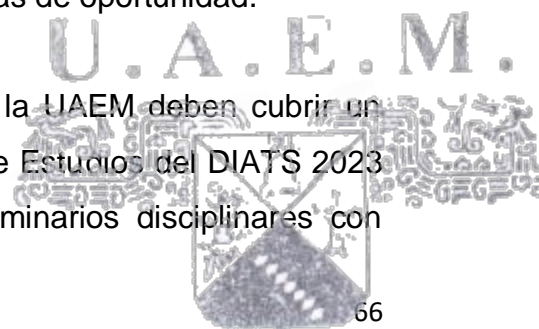 as de oportunidad.
U.A.E.M.
la UAEM deben cubrir un
e Estudios del DIATS 2023
minarios disciplinares con
66